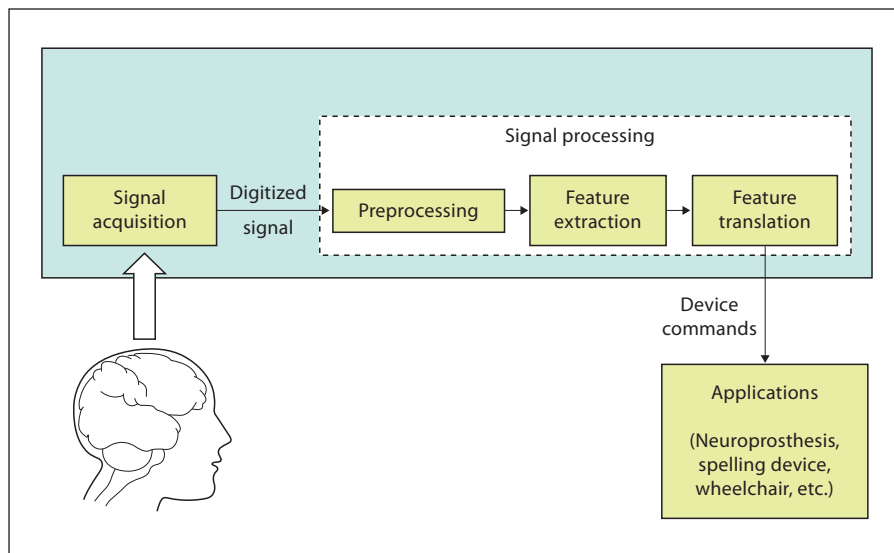 Signal processing
Signal
acquisition
Digitized
signal
Preprocessing
Feature
extraction
Feature
translation
Device
commands
Applications
(Neuroprosthesis,
spelling device,
wheelchair, etc.)